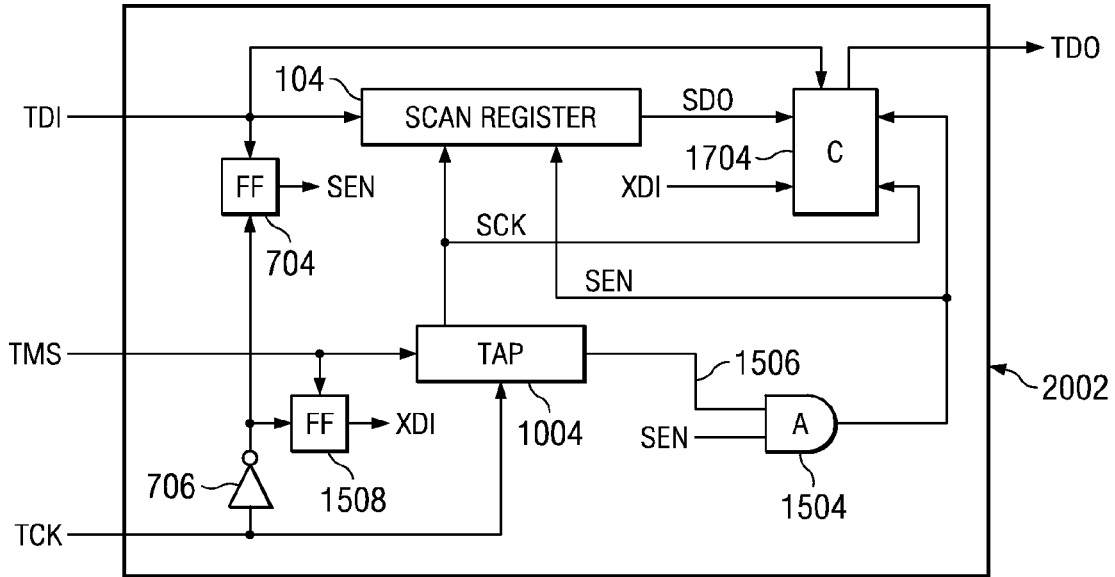 TDO
104
SCAN REGISTER
SDO
TDI
1704
C
FF
SEN
XDI
704
SCK
SEN
TMS
TAP
1506
2002
FF
XDI
1004
SEN
A
706
1508
1504
TCK